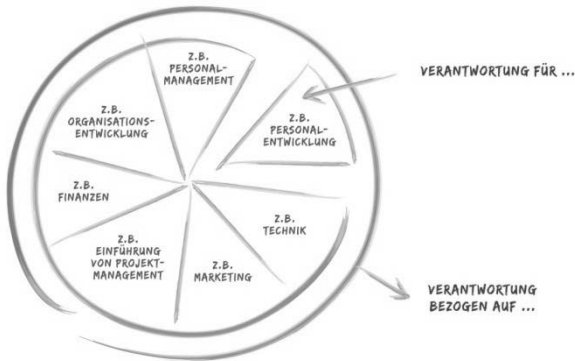 Z.B.
PERSONAL-
MANAGEMENT
VERANTWORTUNG FÜR ...
Z.B.
ORGANISATIONS-
ENTWICKLUNG
Z.B.
PERSONAL-
ENTWICKLUNG
Z.B.
FINANZEN
Z.B.
TECHNIK
Z.B.
EINFÜHRUNG
VON PROJEKT-
MANAGEMENT
Z.B.
MARKETING
VERANTWORTUNG
BEZOGEN AUF ...